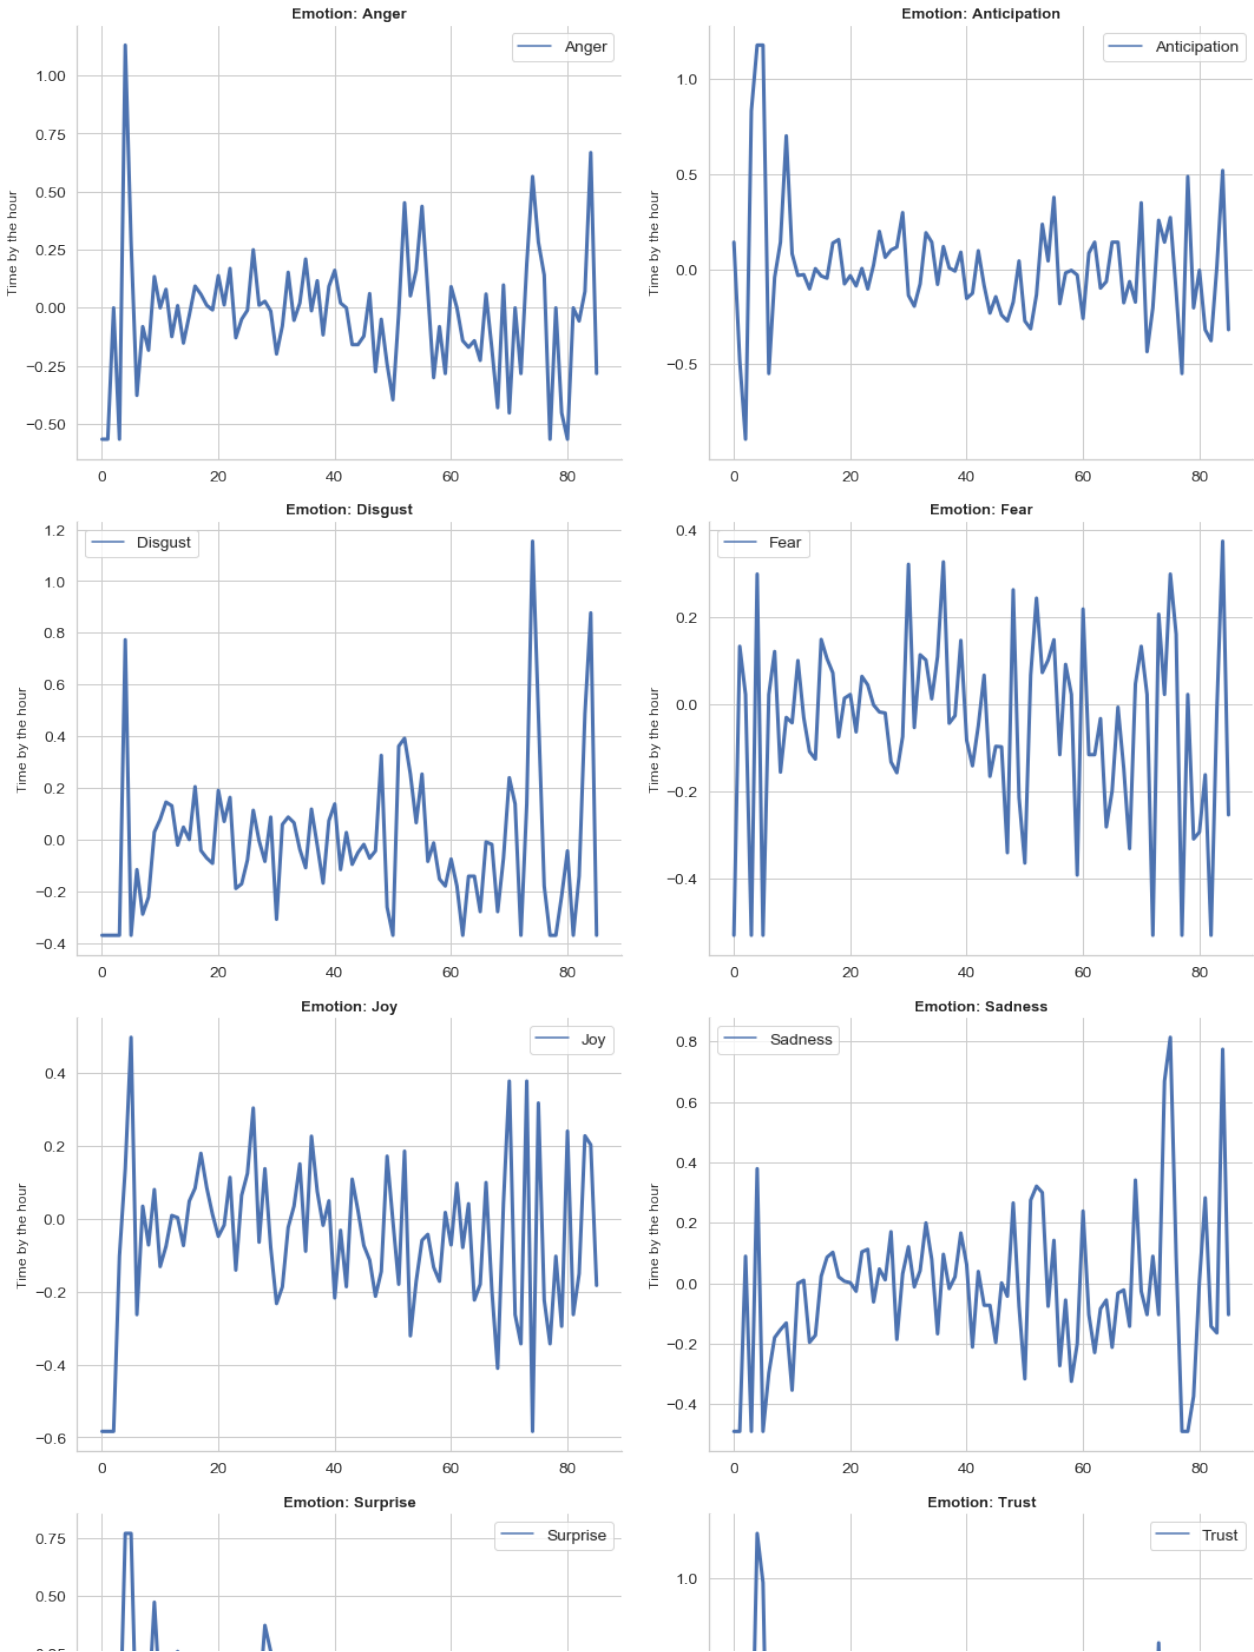 Emotion: Anger
Anger
1.00
0.75
0.50
0.25
0.00
−0.25
−0.50
Time by the hour
0 20 40 60 80
Emotion: Anticipation
Anticipation
1.0
0.5
0.0
−0.5
Time by the hour
0 20 40 60 80
Emotion: Disgust
Disgust
1.2
1.0
0.8
0.6
0.4
0.2
0.0
−0.2
−0.4
Time by the hour
0 20 40 60 80
Emotion: Fear
Fear
0.4
0.2
0.0
−0.2
−0.4
Time by the hour
0 20 40 60 80
Emotion: Joy
Joy
0.4
0.2
0.0
−0.2
−0.4
−0.6
Time by the hour
0 20 40 60 80
Emotion: Sadness
Sadness
0.8
0.6
0.4
0.2
0.0
−0.2
−0.4
Time by the hour
0 20 40 60 80
Emotion: Surprise
Surprise
0.75
0.50
Emotion: Trust
Trust
1.0